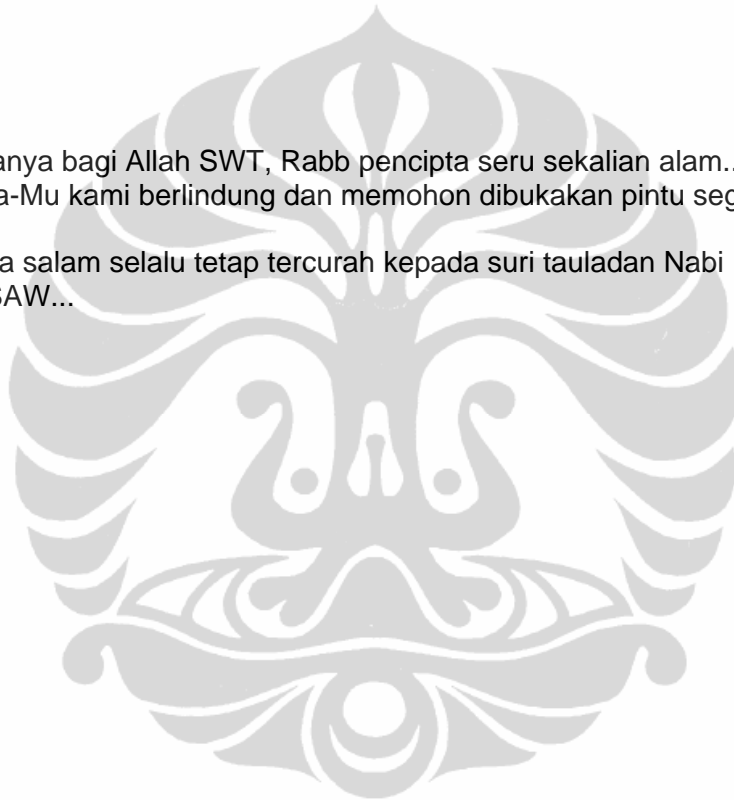 anya bagi Allah SWT, Rabb pencipta seru sekalian alam..
a-Mu kami berlindung dan memohon dibukakan pintu seg
a salam selalu tetap tercurah kepada suri tauladan Nabi
SAW...